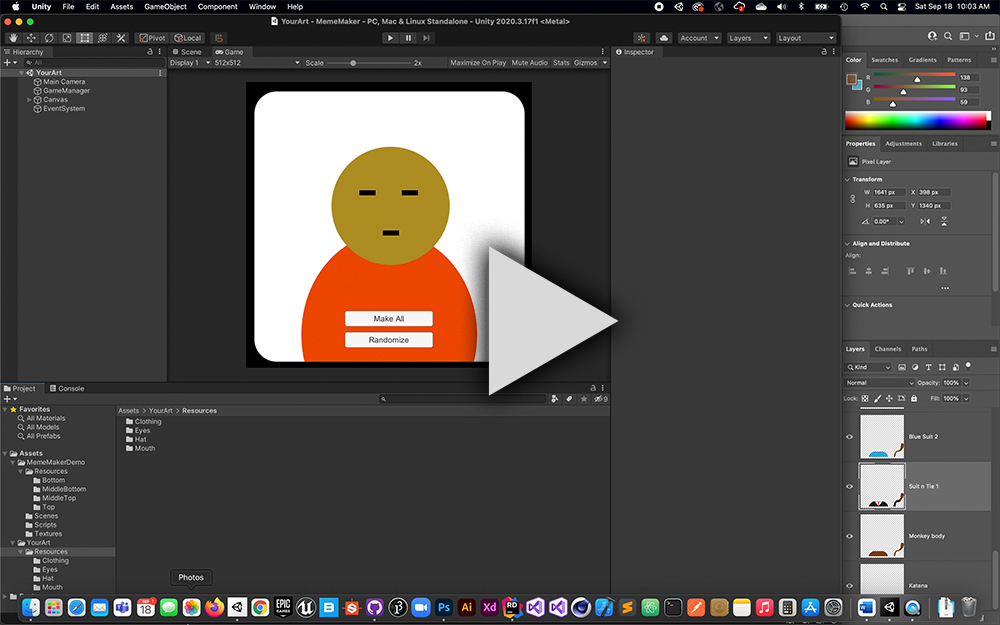 Unity File Edit Assets GameObject Component Window Help Sat Sep 18 10:03 AM
YourArt - MemeMaker - PC, Mac & Linux Standalone - Unity 2020.3.17f1 <Metal>
Pivot Local Account Layers Layout
Hierarchy
All
YourArt
Main Camera
GameManager
Canvas
EventSystem
Scene Game
Display 1 512x512 Scale 2x Maximize On Play Mute Audio Stats Gizmos
Make All
Randomize
Inspector
Project Console
Favorites
All Materials
All Models
All Prefabs
Assets
MemeMakerDemo
Resources
Bottom
MiddleBottom
MiddleTop
Top
Scenes
Scripts
Textures
YourArt
Resources
Clothing
Eyes
Hat
Mouth
Assets > YourArt > Resources
Clothing
Eyes
Hat
Mouth
9
Photos
Color Swatches Gradients Patterns
R 138
G 93
B 59
Properties Adjustments Libraries
Pixel Layer
Transform
W 1641 px X 398 px
H 635 px Y 1340 px
0.00°
Align and Distribute
Align:
Quick Actions
Layers Channels Paths
Kind
Normal Opacity: 100%
Lock: Fill: 100%
Blue Suit 2
Suit n Tie 1
Monkey body
Katana
SEP
18
EPIC
GAMES
B
S
Ps
Ai
Xd
RD
W